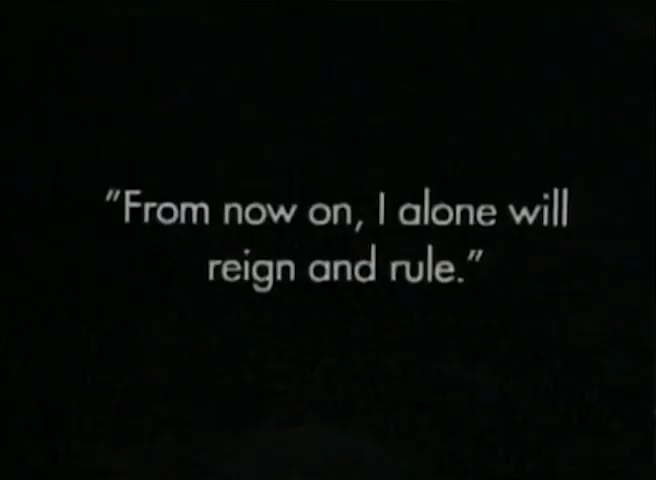 "From now on, I alone will
reign and rule."